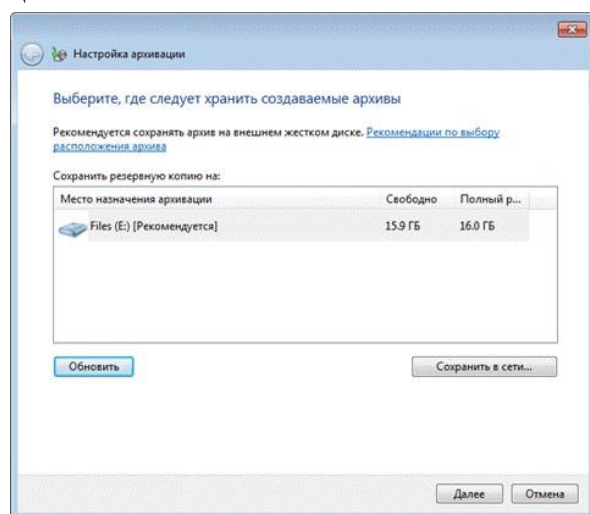 Настройка архивации
Выберите, где следует хранить создаваемые архивы
Рекомендуется сохранять архив на внешнем жестком диске. Рекомендации по выбору
расположения архива
Сохранить резервную копию на:
Место назначения архивации Свободно Полный р...
Files (E:) [Рекомендуется] 15.9 ГБ 16.0 ГБ
Обновить Сохранить в сети...
Далее Отмена